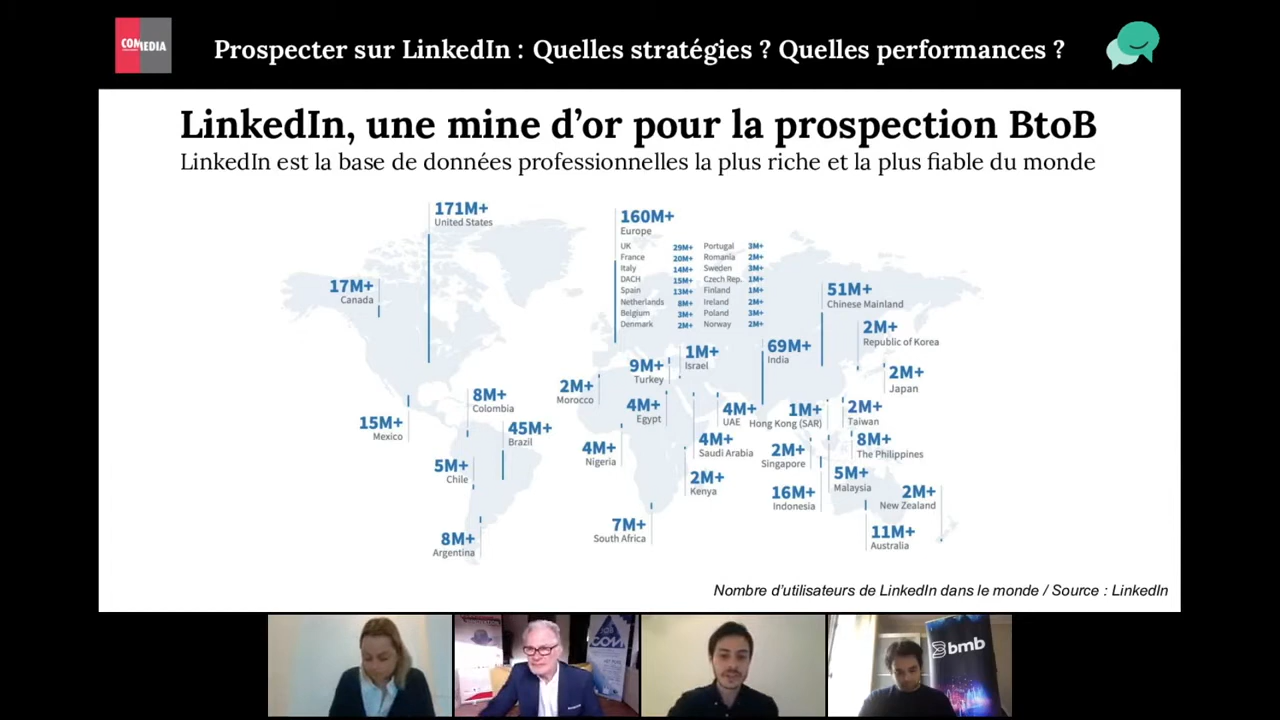 COMMEDIA
Prospecter sur LinkedIn : Quelles stratégies ? Quelles performances ?
LinkedIn, une mine d'or pour la prospection BtoB
LinkedIn est la base de données professionnelles la plus riche et la plus fiable du monde
171M+
United States
160M+
Europe
UK 29M+ Portugal 3M+
France 20M+ Romania 2M+
Italy 14M+ Sweden 3M+
DACH 15M+ Czech Rep. 1M+
Spain 13M+ Finland 1M+
Netherlands 8M+ Ireland 2M+
Belgium 3M+ Poland 3M+
Denmark 2M+ Norway 2M+
17M+
Canada
51M+
Chinese Mainland
2M+
Republic of Korea
69M+
India
1M+
Israel
9M+
Turkey
2M+
Japan
2M+
Morocco
8M+
Colombia
4M+
Egypt
4M+
UAE
1M+
Hong Kong (SAR)
2M+
Taiwan
15M+
Mexico
45M+
Brazil
4M+
Nigeria
4M+
Saudi Arabia
2M+
Singapore
8M+
The Philippines
5M+
Chile
2M+
Kenya
5M+
Malaysia
16M+
Indonesia
2M+
New Zealand
7M+
South Africa
8M+
Argentina
11M+
Australia
Nombre d'utilisateurs de LinkedIn dans le monde / Source : LinkedIn
COM
bmb